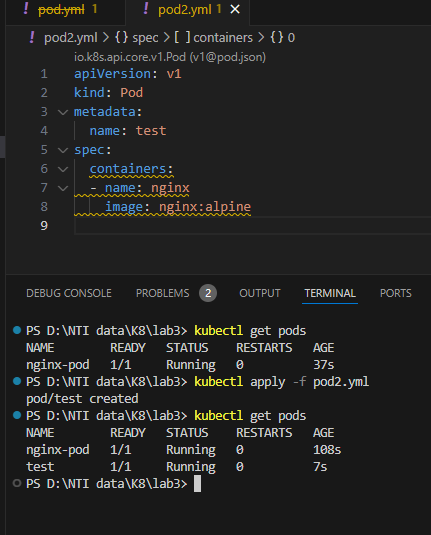 ! pod.yml 1 ! pod2.yml 1 ×
! pod2.yml > {} spec > [ ] containers > {} 0
io.k8s.api.core.v1.Pod (v1@pod.json)
1 apiVersion: v1
2 kind: Pod
3 metadata:
4   name: test
5 spec:
6   containers:
7   - name: nginx
8     image: nginx:alpine
9
DEBUG CONSOLE PROBLEMS 2 OUTPUT TERMINAL PORTS
PS D:\NTI data\K8\lab3> kubectl get pods
NAME READY STATUS RESTARTS AGE
nginx-pod 1/1 Running 0 37s
PS D:\NTI data\K8\lab3> kubectl apply -f pod2.yml
pod/test created
PS D:\NTI data\K8\lab3> kubectl get pods
NAME READY STATUS RESTARTS AGE
nginx-pod 1/1 Running 0 108s
test 1/1 Running 0 7s
PS D:\NTI data\K8\lab3>